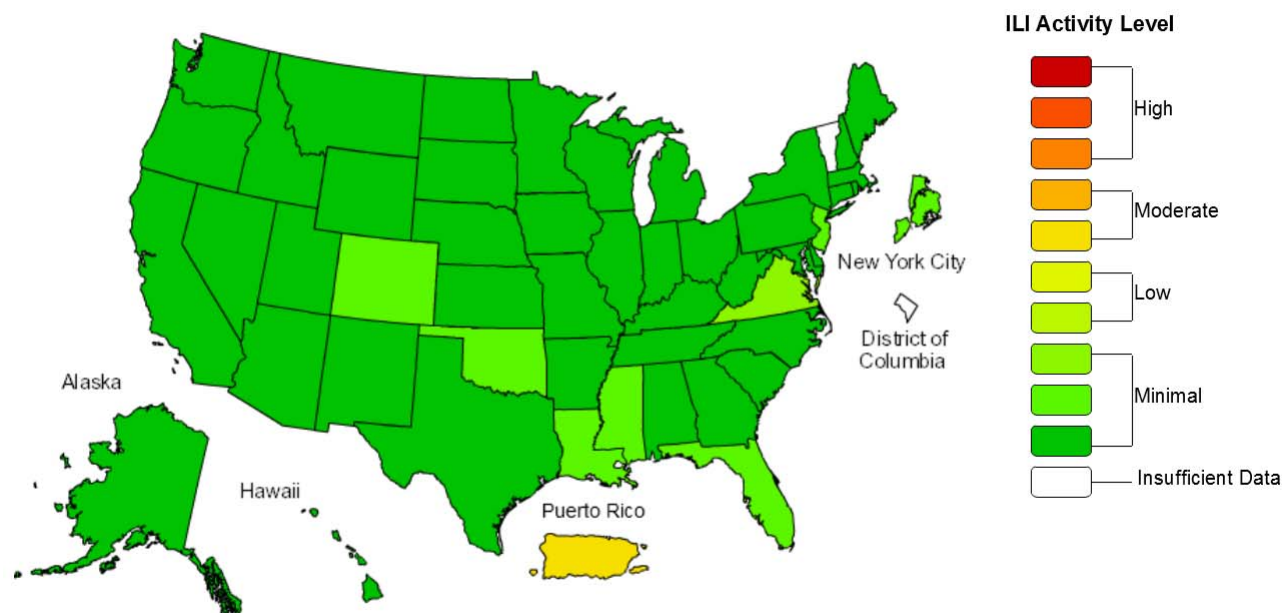 ILI Activity Level
High
Moderate
New York City
Low
District of
Columbia
Alaska
Minimal
Hawaii
Insufficient Data
Puerto Rico